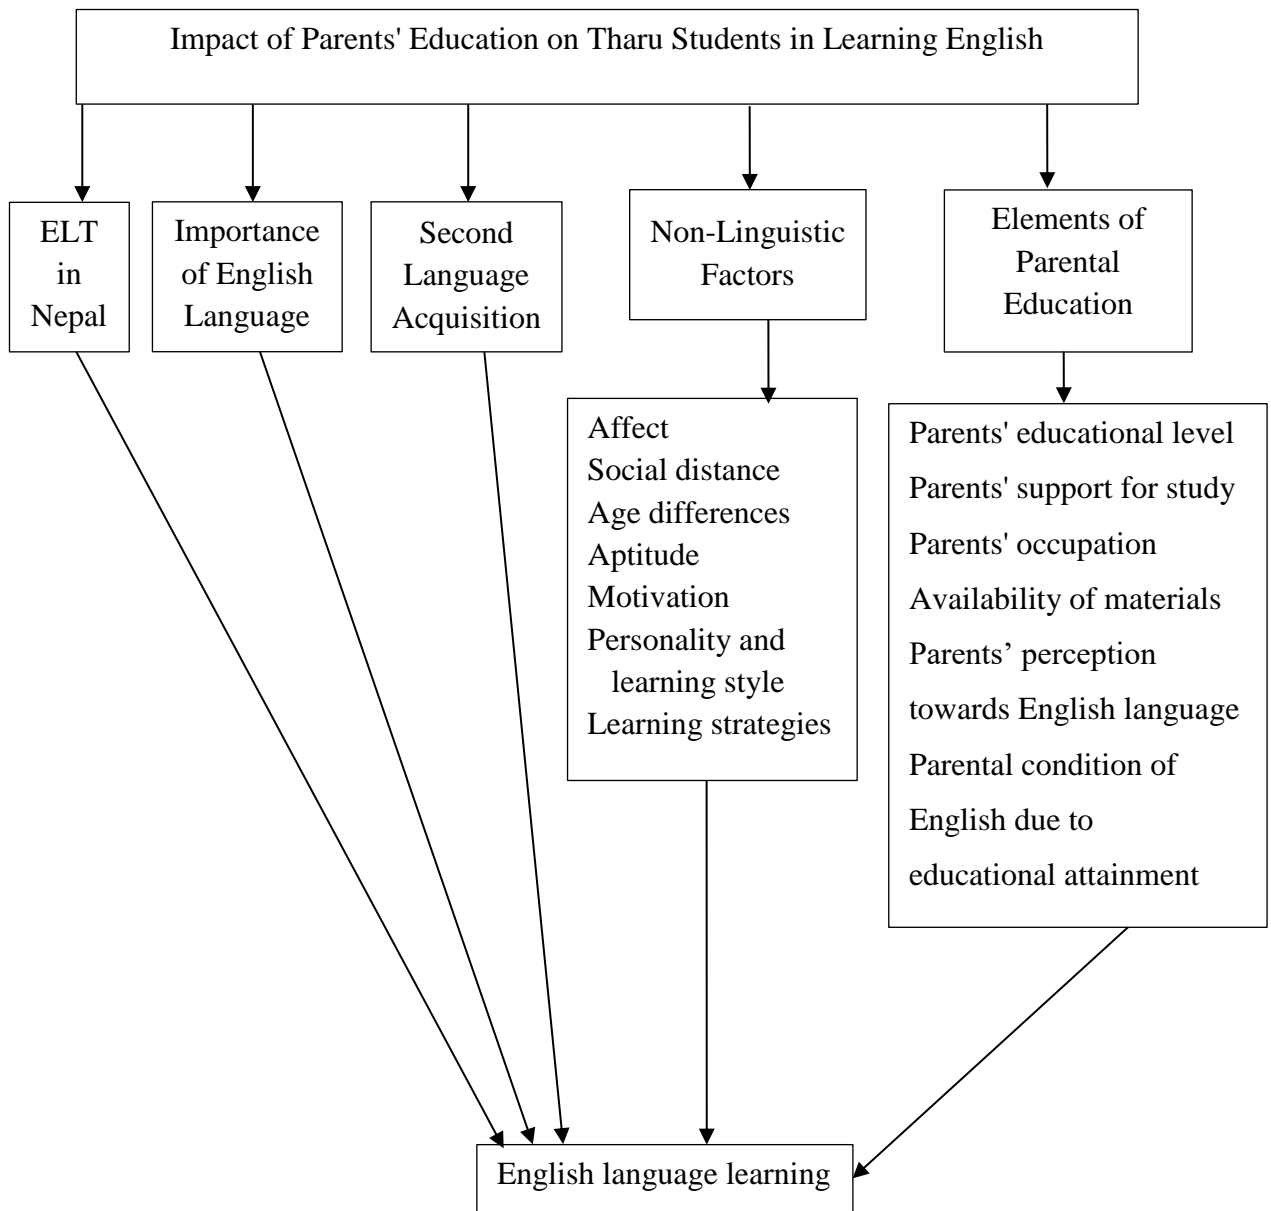 Impact of Parents' Education on Tharu Students in Learning English
ELT
in
Nepal
Importance
of English
Language
Second
Language
Acquisition
Non-Linguistic
Factors
Elements of
Parental
Education
Affect
Social distance
Age differences
Aptitude
Motivation
Personality and
learning style
Learning strategies
Parents' educational level
Parents' support for study
Parents' occupation
Availability of materials
Parents’ perception
towards English language
Parental condition of
English due to
educational attainment
English language learning